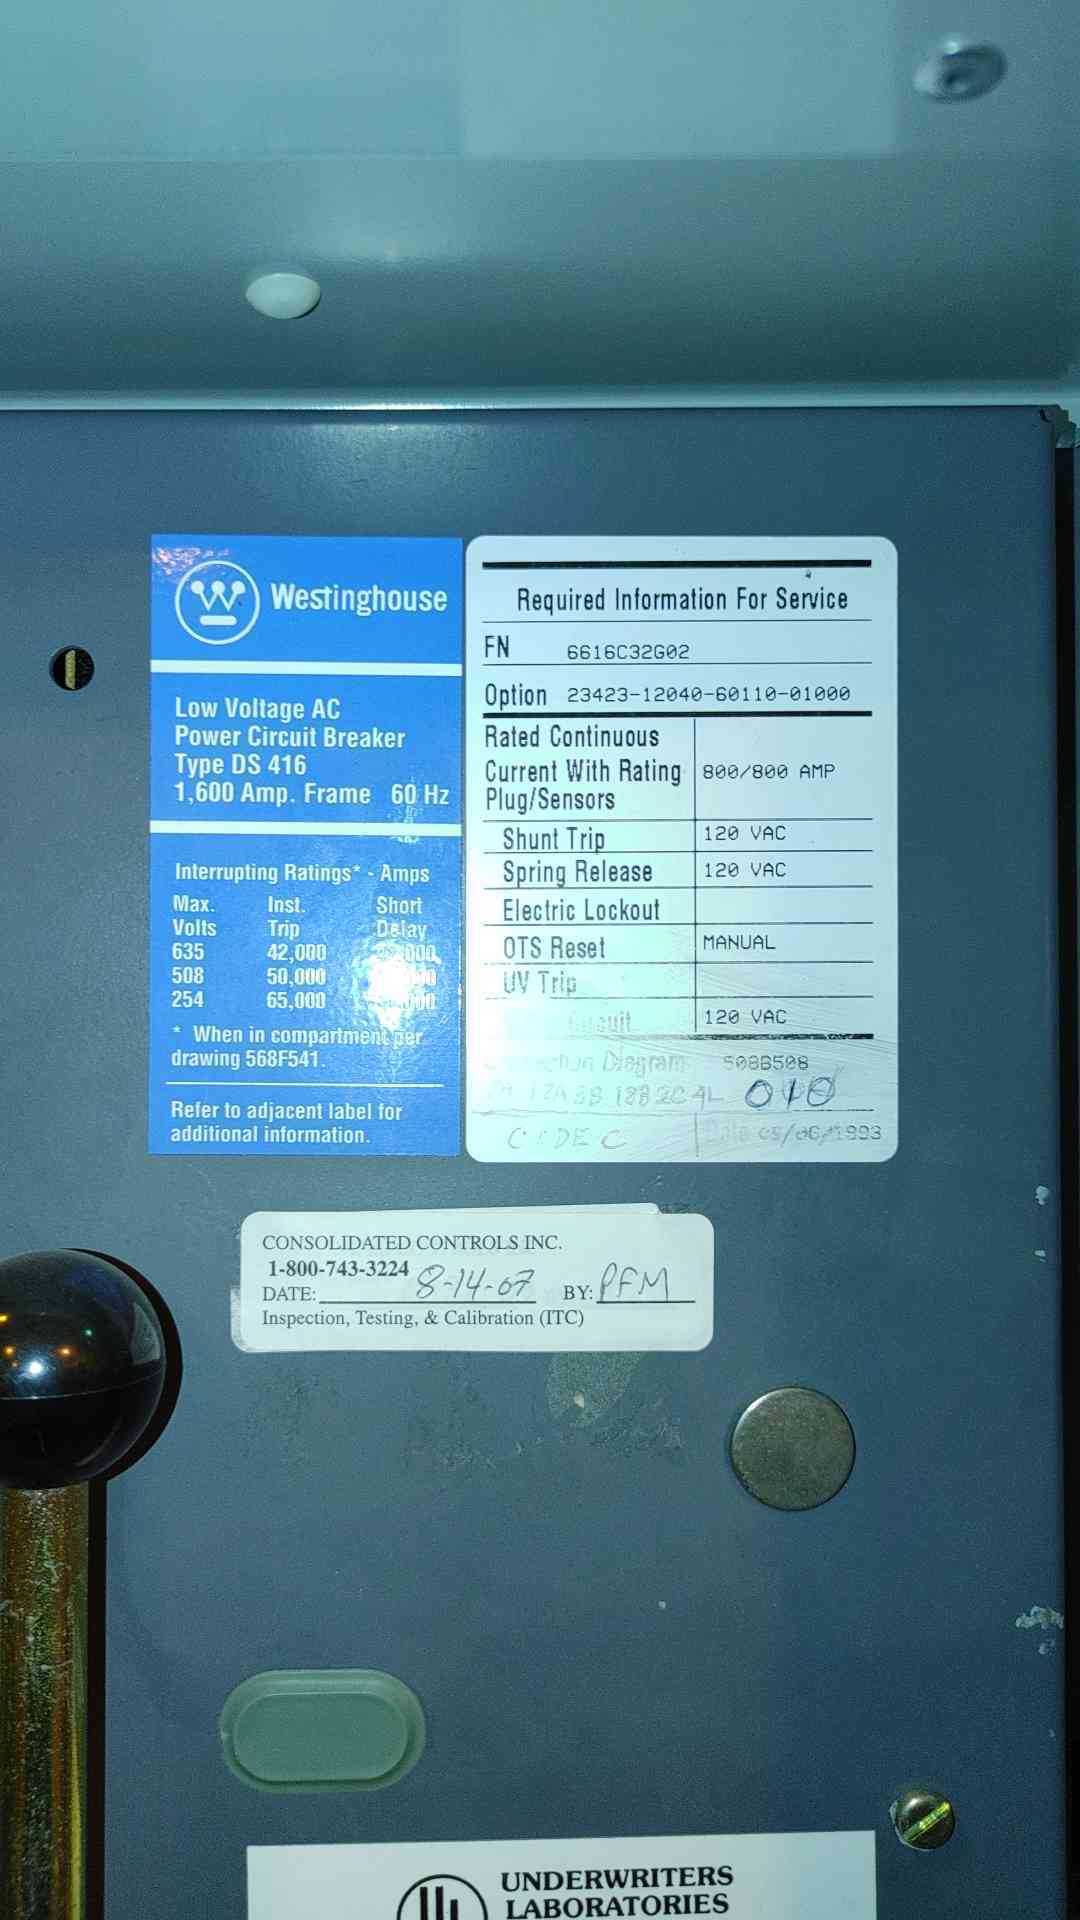 Westinghouse
Low Voltage AC
Power Circuit Breaker
Type DS 416
1,600 Amp. Frame 60 Hz
Interrupting Ratings* - Amps
Max. Inst. Short
Volts Trip Delay
635 42,000
508 50,000
254 65,000
* When in compartment per
drawing 568F541.
Refer to adjacent label for
additional information.
Required Information For Service
FN 6616C32G02
Option 23423-12040-60110-01000
Rated Continuous
Current With Rating 800/800 AMP
Plug/Sensors
Shunt Trip 120 VAC
Spring Release 120 VAC
Electric Lockout
OTS Reset MANUAL
UV Trip
Circuit 120 VAC
Diagram 508B508
010
Date 05/06/1993
CONSOLIDATED CONTROLS INC.
1-800-743-3224
DATE: 8-14-07 BY: PFM
Inspection, Testing, & Calibration (ITC)
UNDERWRITERS
LABORATORIES